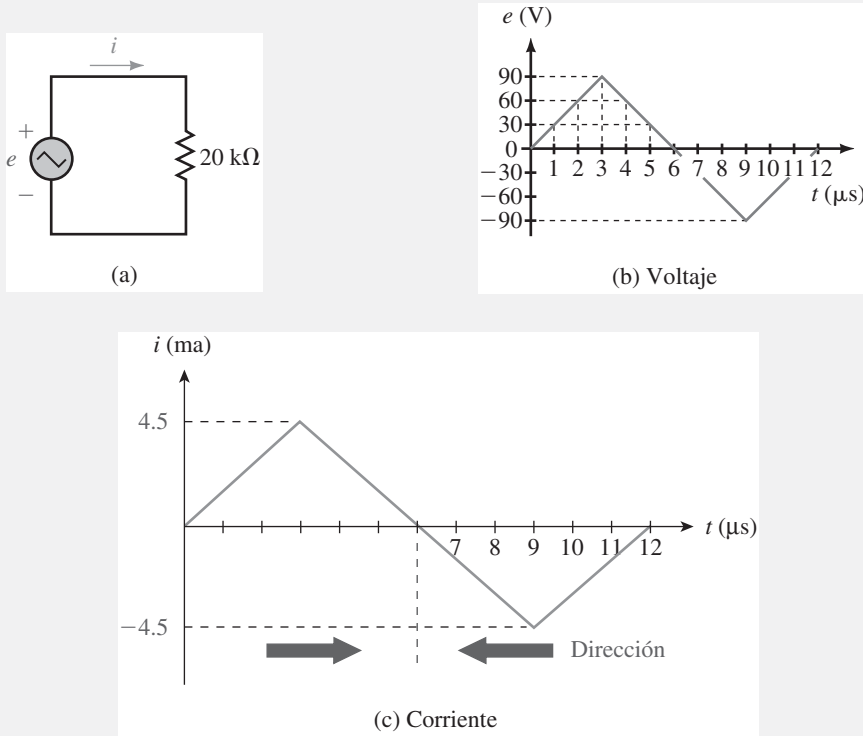 i
+
e
−
20 kΩ
(a)
e (V)
90
60
30
0
−30
−60
−90
1 2 3 4 5 6 7 8 9 10 11 12
t (μs)
(b) Voltaje
i (ma)
4.5
−4.5
7 8 9 10 11 12
t (μs)
Dirección
(c) Corriente